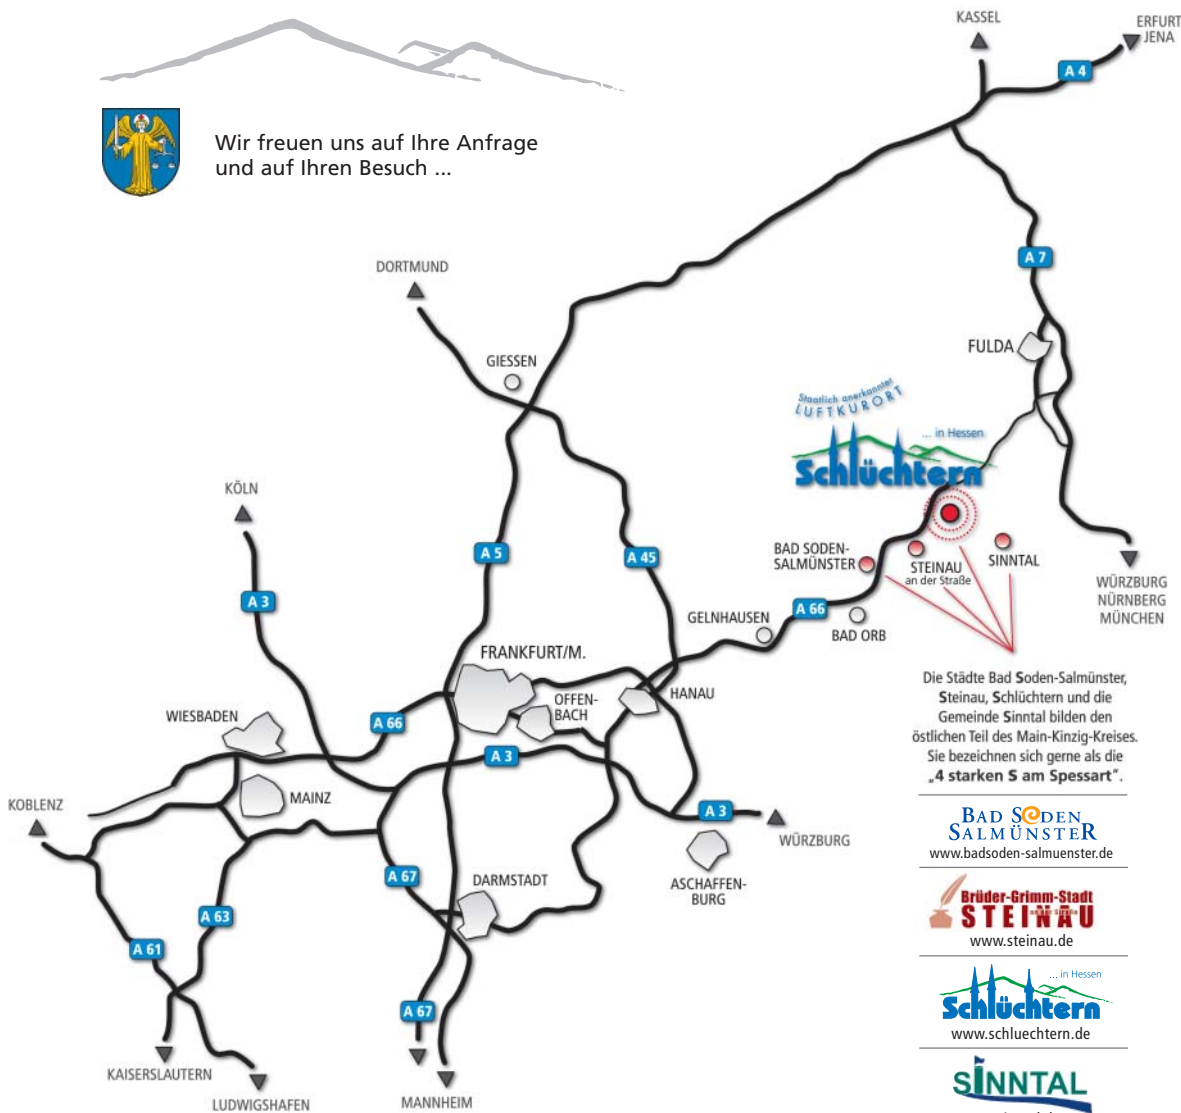 KASSEL
ERFURT
JENA
A 4
Wir freuen uns auf Ihre Anfrage
und auf Ihren Besuch ...
A 7
DORTMUND
FULDA
GIESSEN
Staatlich anerkannter
LUFTKURORT
... in Hessen
Schlüchtern
KÖLN
A 5
A 45
BAD SODEN-
SALMÜNSTER
STEINAU
an der Straße
SINNTAL
WÜRZBURG
NÜRNBERG
MÜNCHEN
A 3
A 66
GELNHAUSEN
BAD ORB
FRANKFURT/M.
OFFEN-
BACH
HANAU
WIESBADEN
A 66
A 3
MAINZ
KOBLENZ
A 3
WÜRZBURG
ASCHAFFEN-
BURG
A 67
DARMSTADT
A 63
A 61
A 67
KAISERSLAUTERN
LUDWIGSHAFEN
MANNHEIM
Die Städte Bad Soden-Salmünster,
Steinau, Schlüchtern und die
Gemeinde Sinntal bilden den
östlichen Teil des Main-Kinzig-Kreises.
Sie bezeichnen sich gerne als die
„4 starken S am Spessart".
BAD SODEN
SALMÜNSTER
www.badsoden-salmuenster.de
Brüder-Grimm-Stadt
STEINAU
an der Straße
www.steinau.de
... in Hessen
Schlüchtern
www.schluechtern.de
SINNTAL